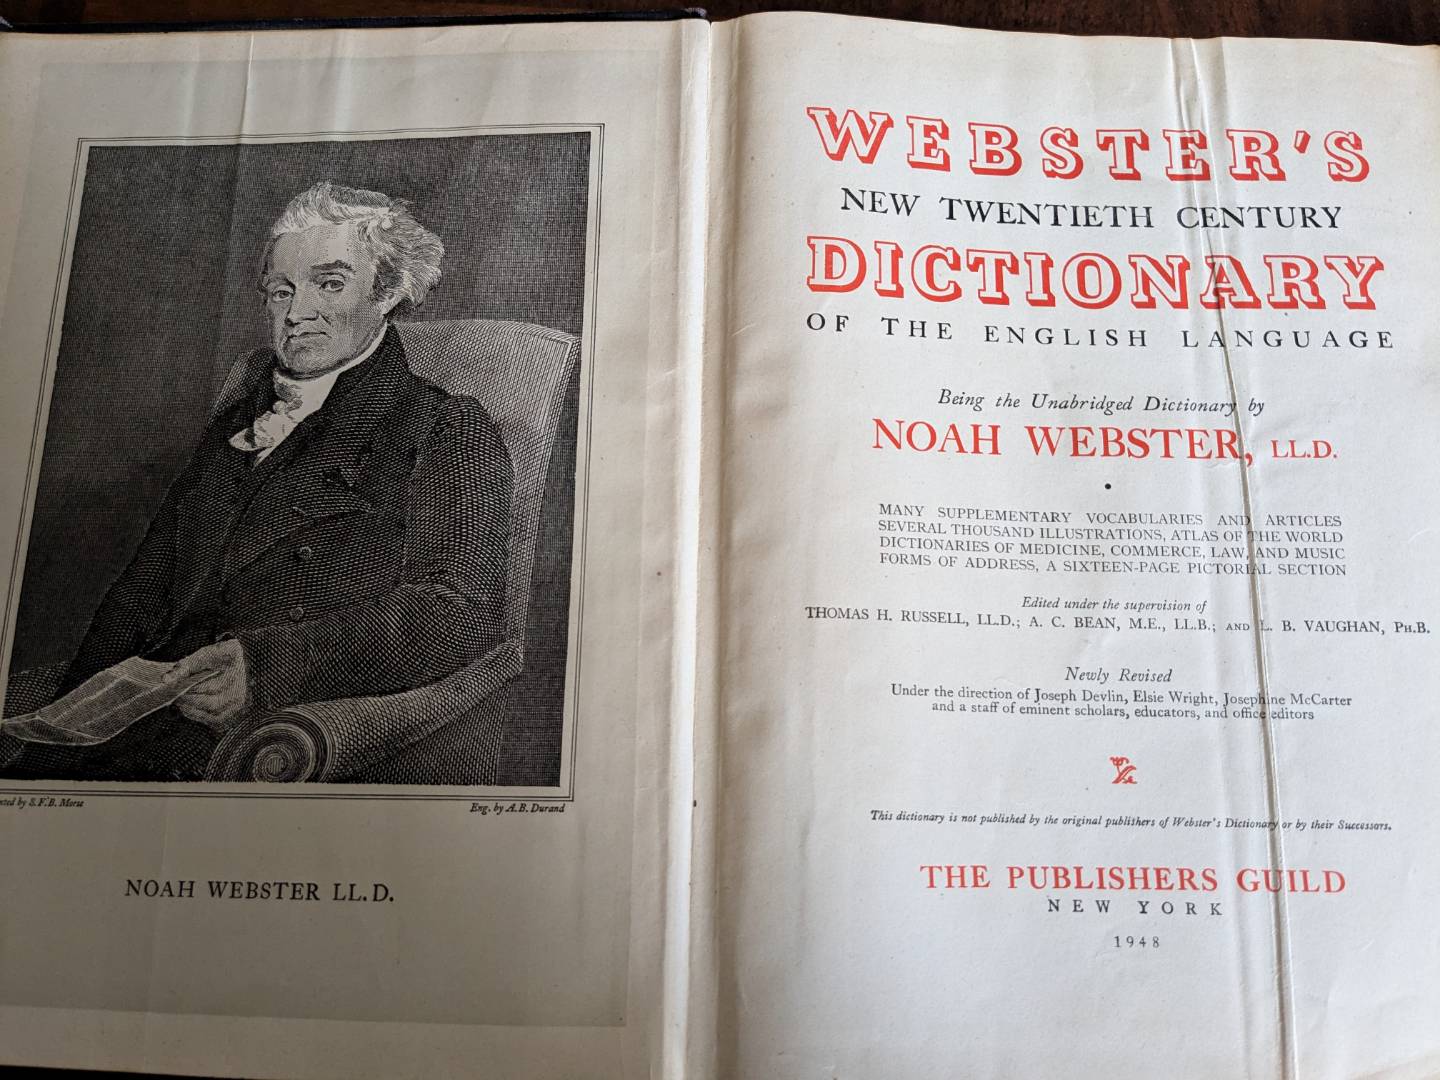 by S.F.B. Morse
Eng. by A.B. Durand
NOAH WEBSTER LL.D.
WEBSTER'S
NEW TWENTIETH CENTURY
DICTIONARY
OF THE ENGLISH LANGUAGE
Being the Unabridged Dictionary by
NOAH WEBSTER, LL.D.
•
MANY SUPPLEMENTARY VOCABULARIES AND ARTICLES
SEVERAL THOUSAND ILLUSTRATIONS, ATLAS OF THE WORLD
DICTIONARIES OF MEDICINE, COMMERCE, LAW, AND MUSIC
FORMS OF ADDRESS, A SIXTEEN-PAGE PICTORIAL SECTION
Edited under the supervision of
THOMAS H. RUSSELL, LL.D.; A. C. BEAN, M.E., LL.B.; AND L. B. VAUGHAN, PH.B.
Newly Revised
Under the direction of Joseph Devlin, Elsie Wright, Josephine McCarter
and a staff of eminent scholars, educators, and office editors
This dictionary is not published by the original publishers of Webster's Dictionary or by their Successors.
THE PUBLISHERS GUILD
NEW YORK
1948